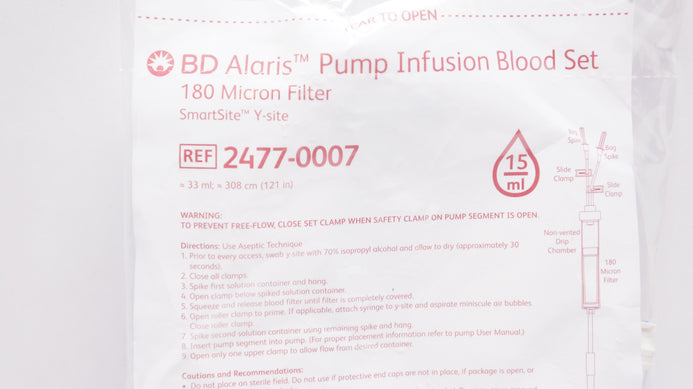 TEAR TO OPEN
BD Alaris™ Pump Infusion Blood Set
180 Micron Filter
SmartSite™ Y-site
REF 2477-0007
≈ 33 ml; ≈ 308 cm (121 in)
15
ml
WARNING:
TO PREVENT FREE-FLOW, CLOSE SET CLAMP WHEN SAFETY CLAMP ON PUMP SEGMENT IS OPEN.
Directions: Use Aseptic Technique
1. Prior to every access, swab y-site with 70% isopropyl alcohol and allow to dry (approximately 30
seconds).
2. Close all clamps.
3. Spike first solution container and hang.
4. Open clamp below spiked solution container.
5. Squeeze and release blood filter until filter is completely covered.
6. Open roller clamp to prime. If applicable, attach syringe to y-site and aspirate miniscule air bubbles.
Close roller clamp.
7. Spike second solution container using remaining spike and hang.
8. Insert pump segment into pump. (For proper placement information refer to pump User Manual.)
9. Open only one upper clamp to allow flow from desired container.
Cautions and Recommendations:
• Do not place on sterile field. Do not use if protective end caps are not in place, if package is open, or
Bag
Spike
Bag
Spike
Slide
Clamp
Slide
Clamp
Non-vented
Drip
Chamber
180
Micron
Filter